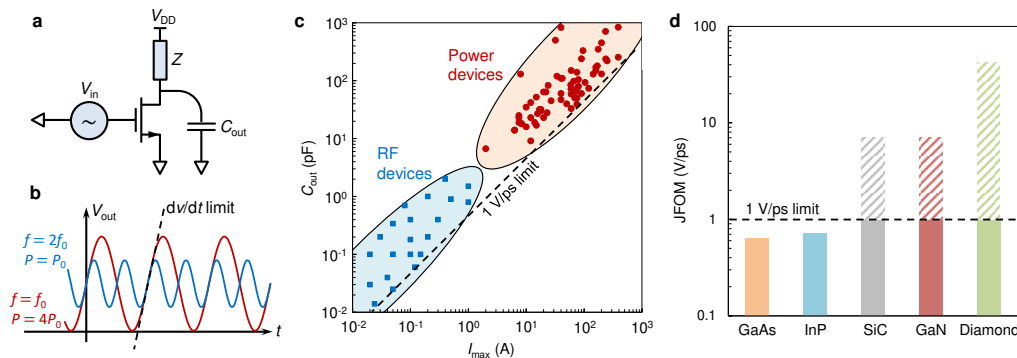 a
V_DD
Z
V_in
~
C_out
b
V_out
dv/dt limit
f = 2f_0
P = P_0
f = f_0
P = 4P_0
t
c
C_out (pF)
10^3
10^2
10^1
10^0
10^-1
10^-2
10^-2 10^-1 10^0 10^1 10^2 10^3
I_max (A)
Power
devices
RF
devices
1 V/ps limit
d
JFOM (V/ps)
100
10
1
0.1
1 V/ps limit
GaAs InP SiC GaN Diamond